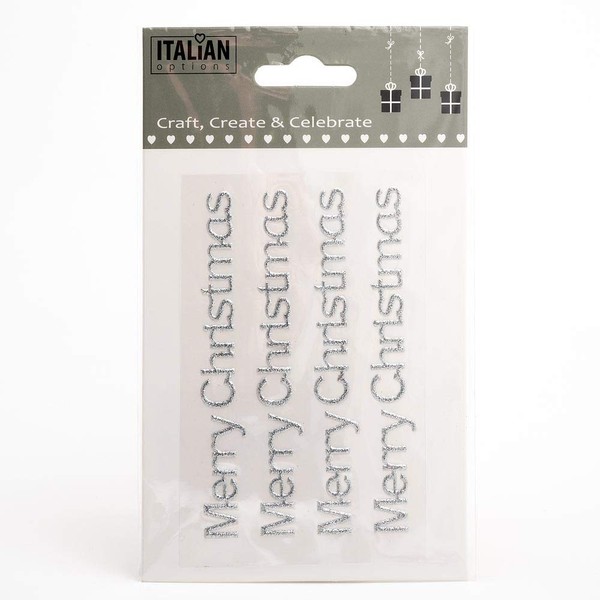 ITALIAN
options
Craft, Create & Celebrate
Merry Christmas
Merry Christmas
Merry Christmas
Merry Christmas